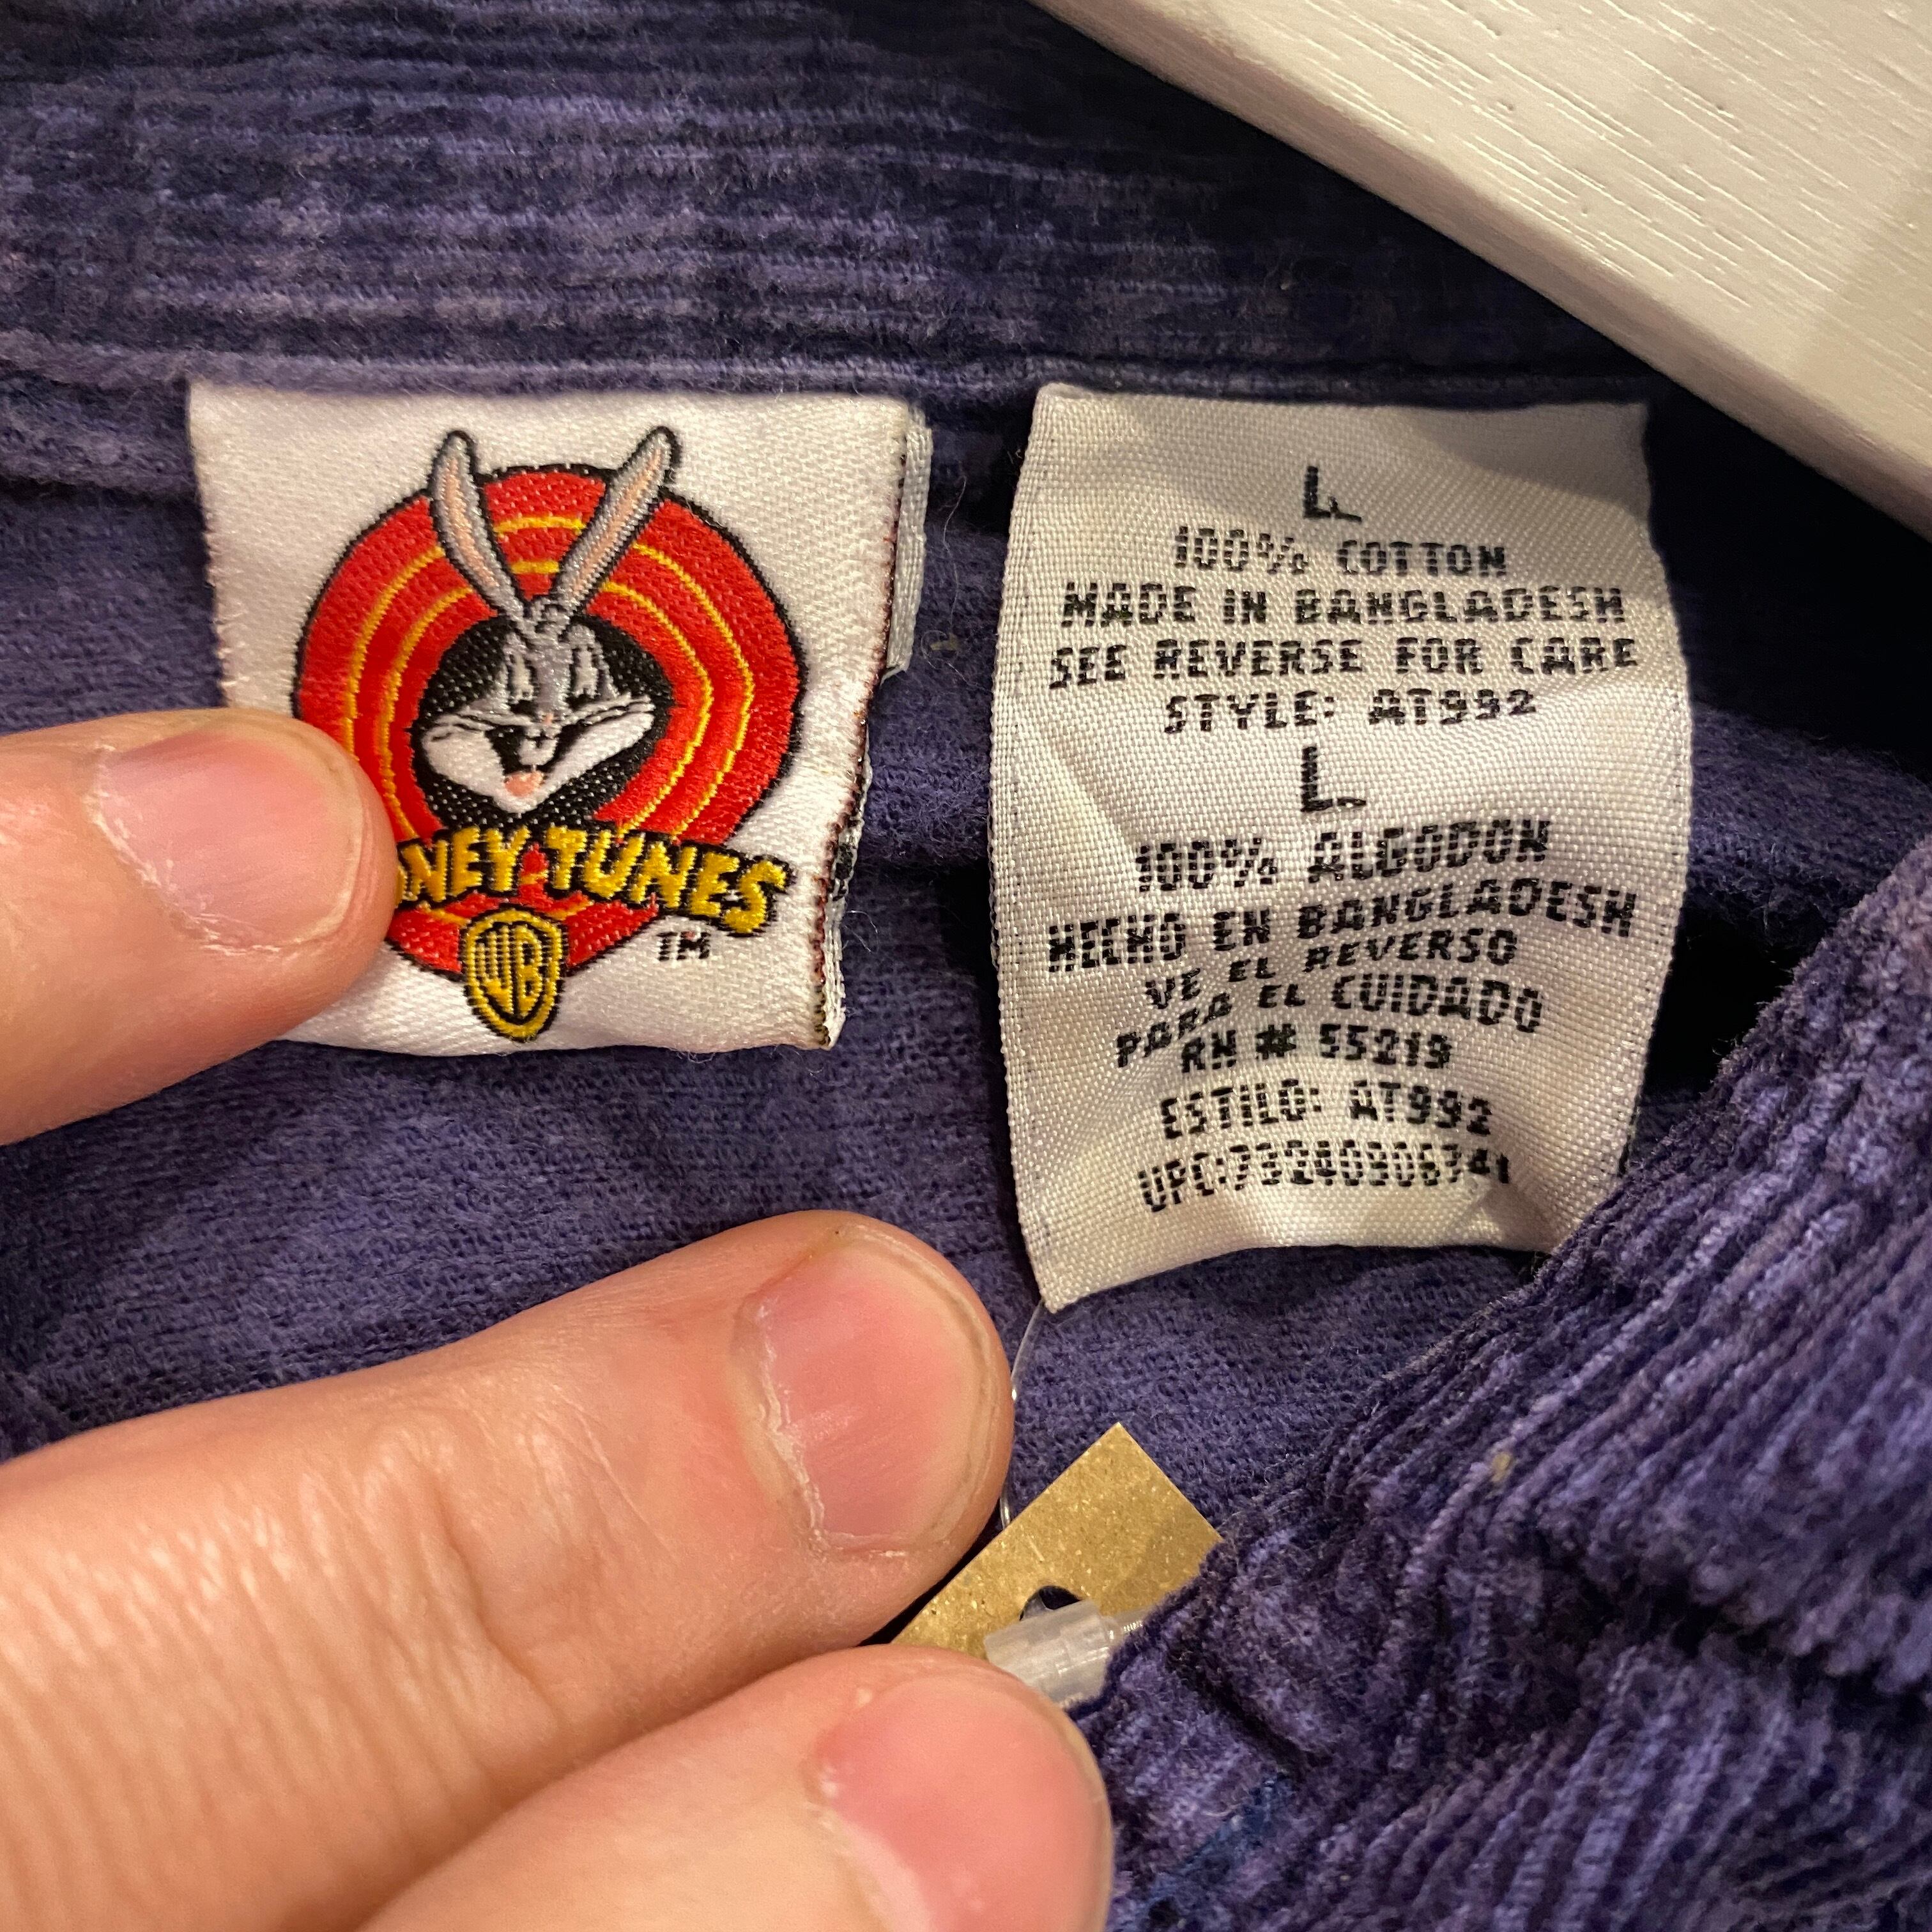 ONEY TUNES
WB
TM
L
100% COTTON
MADE IN BANGLADESH
SEE REVERSE FOR CARE
STYLE: AT992
L
100% ALGODON
HECHO EN BANGLADESH
VE EL REVERSO
PARA EL CUIDADO
RN # 55219
ESTILO: AT992